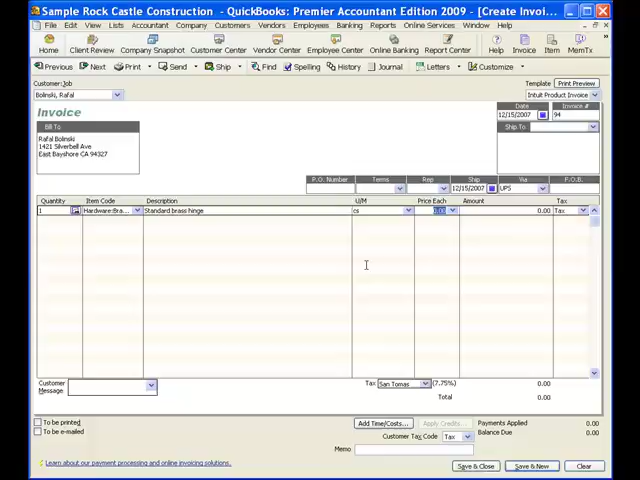 Sample Rock Castle Construction - QuickBooks: Premier Accountant Edition 2009 - [Create Invoi...
File Edit View Lists Accountant Company Customers Vendors Employees Banking Reports Online Services Window Help
Home Client Review Company Snapshot Customer Center Vendor Center Employee Center Online Banking Report Center Help Invoice Item MemTx
Previous Next Print Send Ship Find Spelling History Journal Letters Customize
Customer:Job Template Print Preview
Bolinski, Rafal Intuit Product Invoice
Invoice Date Invoice #
12/15/2007 94
Bill To Ship To
Rafal Bolinski
1421 Silverbell Ave
East Bayshore CA 94327
P.O. Number Terms Rep Ship Via F.O.B.
12/15/2007 UPS
Quantity Item Code Description U/M Price Each Amount Tax
1 Hardware:Bra... Standard brass hinge cs 0.00 0.00 Tax
Customer Message Tax San Tomas (7.75%) 0.00
Total 0.00
To be printed Add Time/Costs... Apply Credits... Payments Applied 0.00
To be e-mailed Customer Tax Code Tax Balance Due 0.00
Memo
Learn about our payment processing and online invoicing solutions. Save & Close Save & New Clear